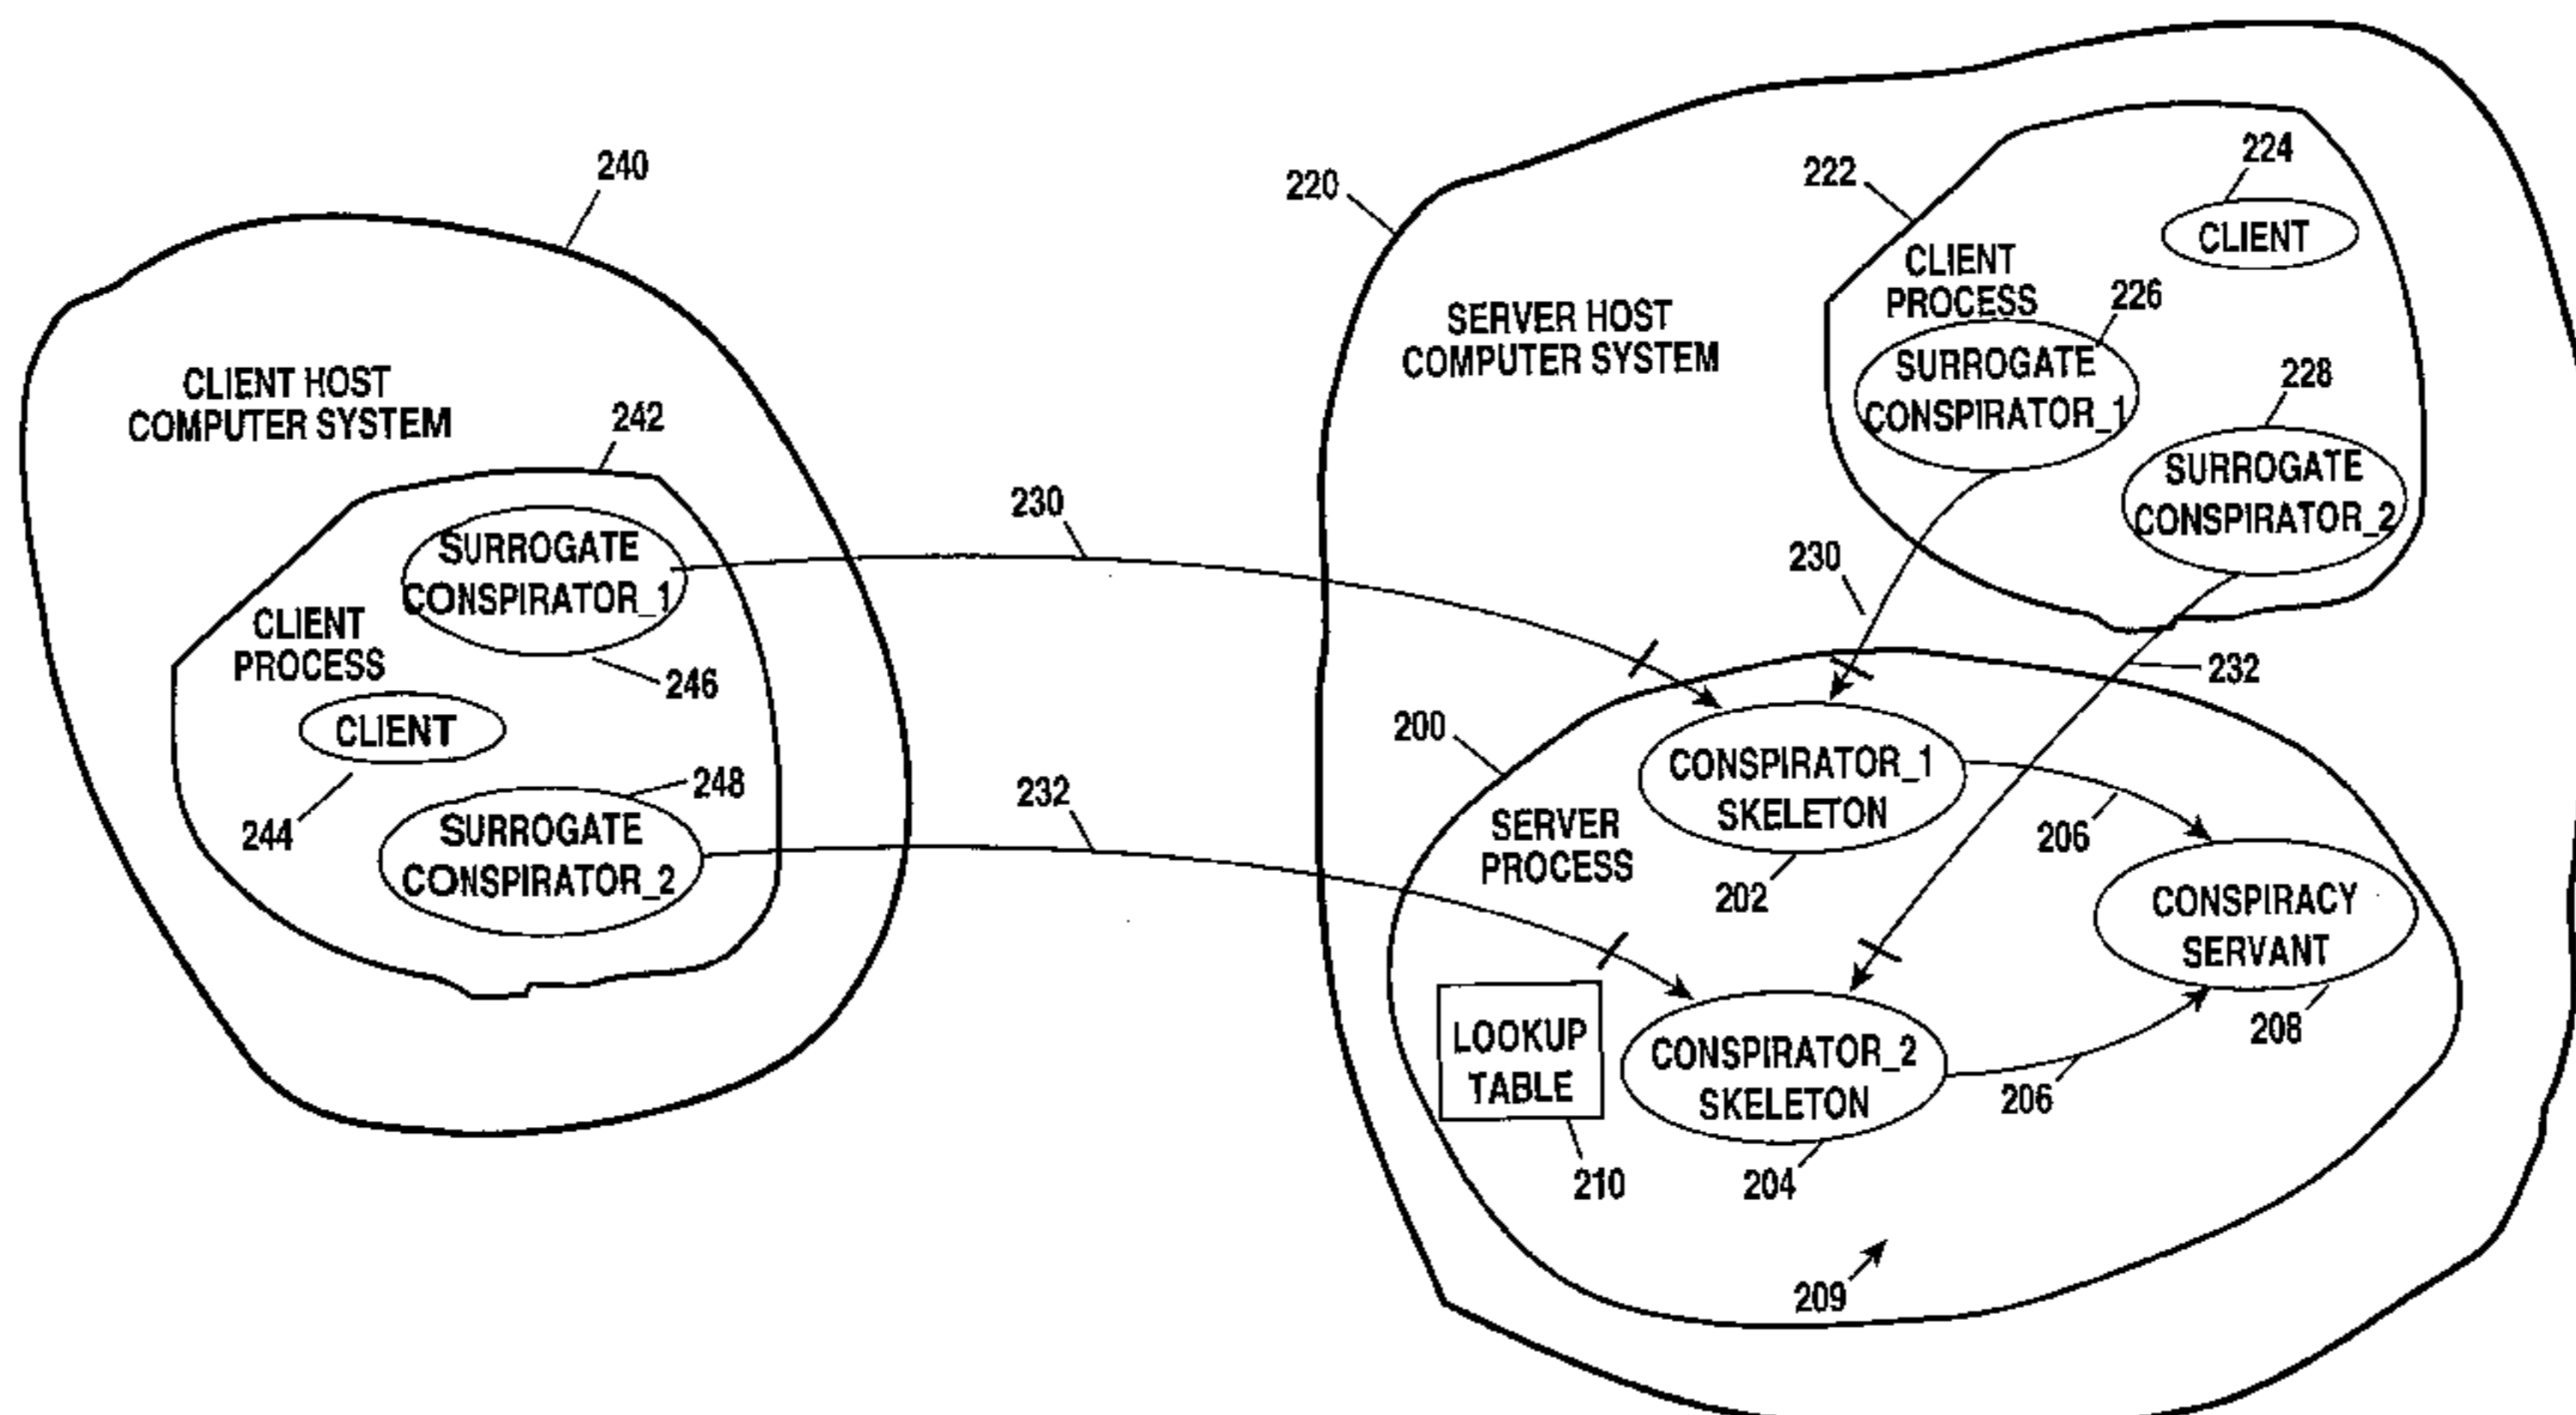 240
CLIENT HOST
COMPUTER SYSTEM
242
SURROGATE
CONSPIRATOR_1
CLIENT
PROCESS
246
CLIENT
244
248
SURROGATE
CONSPIRATOR_2
230
232
220
SERVER HOST
COMPUTER SYSTEM
222
224
CLIENT
CLIENT
PROCESS
226
SURROGATE
CONSPIRATOR_1
228
SURROGATE
CONSPIRATOR_2
230
232
200
SERVER
PROCESS
CONSPIRATOR_1
SKELETON
202
206
CONSPIRACY
SERVANT
208
LOOKUP
TABLE
210
CONSPIRATOR_2
SKELETON
204
206
209